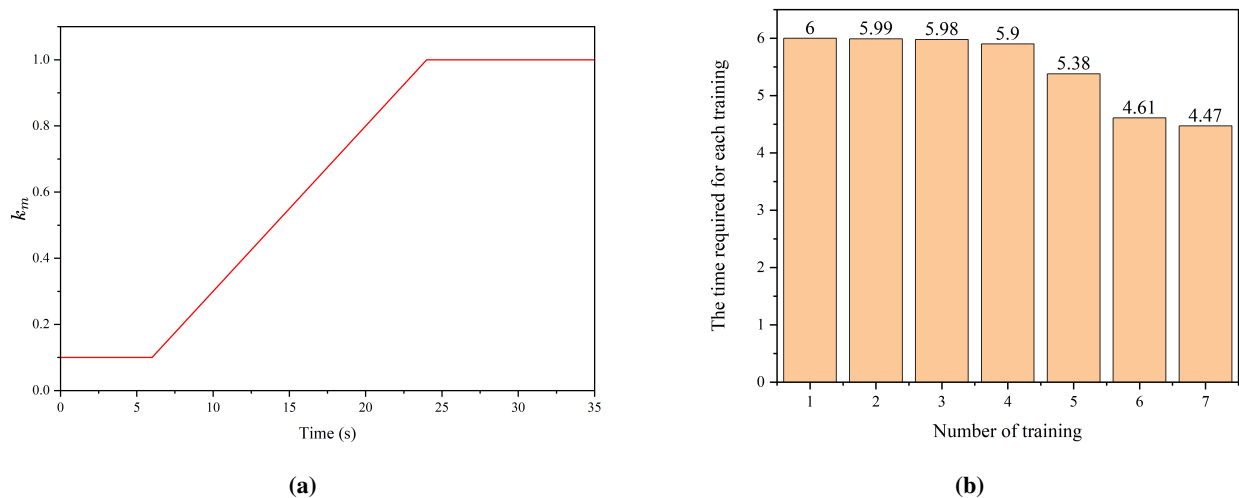 1.0
0.8
0.6
0.4
0.2
0.0
k_m
0 5 10 15 20 25 30 35
Time (s)
(a)
6 5.99 5.98 5.9 5.38 4.61 4.47
6
5
4
3
2
1
0
The time required for each training
1 2 3 4 5 6 7
Number of training
(b)